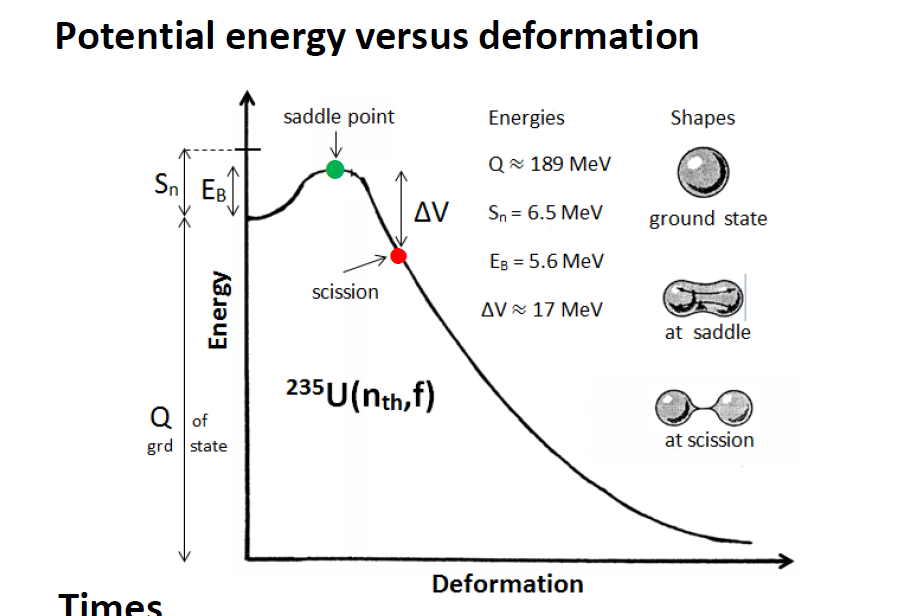 Potential energy versus deformation
saddle point
Energies
Shapes
Q ≈ 189 MeV
Sn
EB
ΔV
Sn = 6.5 MeV
ground state
EB = 5.6 MeV
scission
ΔV ≈ 17 MeV
at saddle
Energy
235U(nth,f)
Q of
grd state
at scission
Deformation
Times